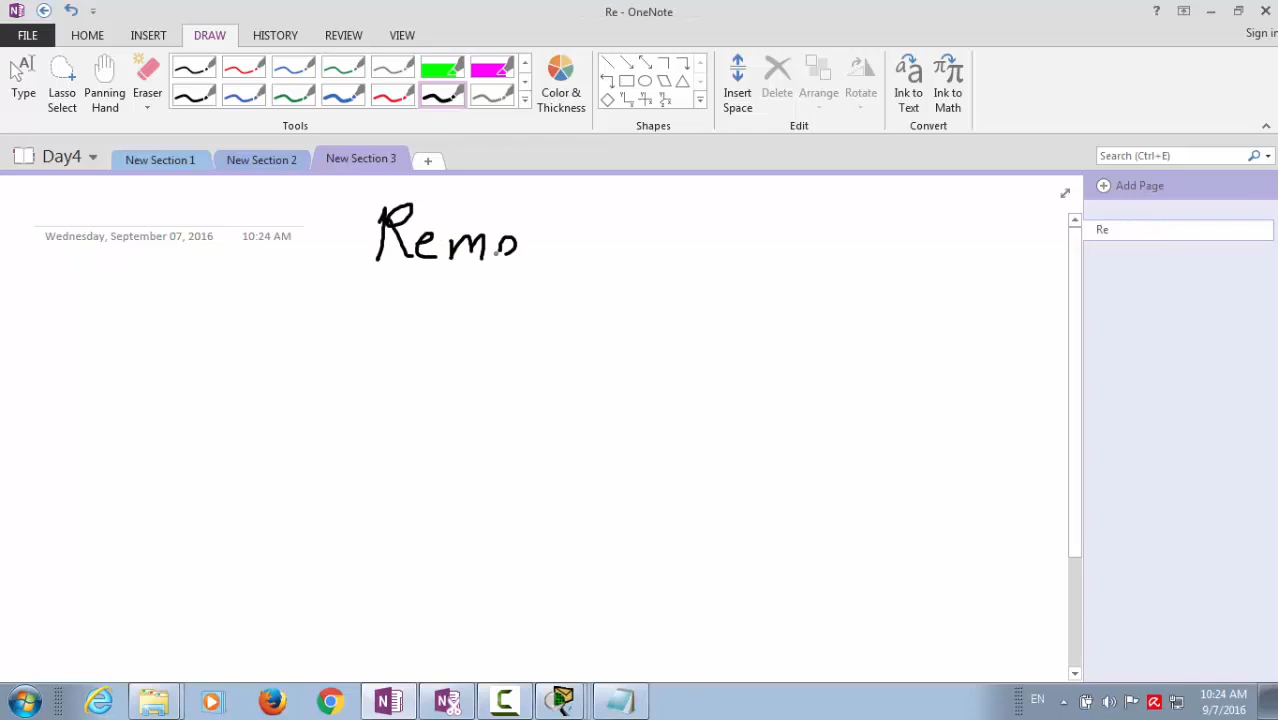 Re - OneNote
?
Sign in
FILE HOME INSERT DRAW HISTORY REVIEW VIEW
Type
Lasso Select
Panning Hand
Eraser
Color & Thickness
Insert Space
Delete
Arrange
Rotate
Ink to Text
Ink to Math
Tools
Shapes
Edit
Convert
Day4
New Section 1
New Section 2
New Section 3
Search (Ctrl+E)
Add Page
Wednesday, September 07, 2016 10:24 AM
Remo
Re
EN
10:24 AM
9/7/2016